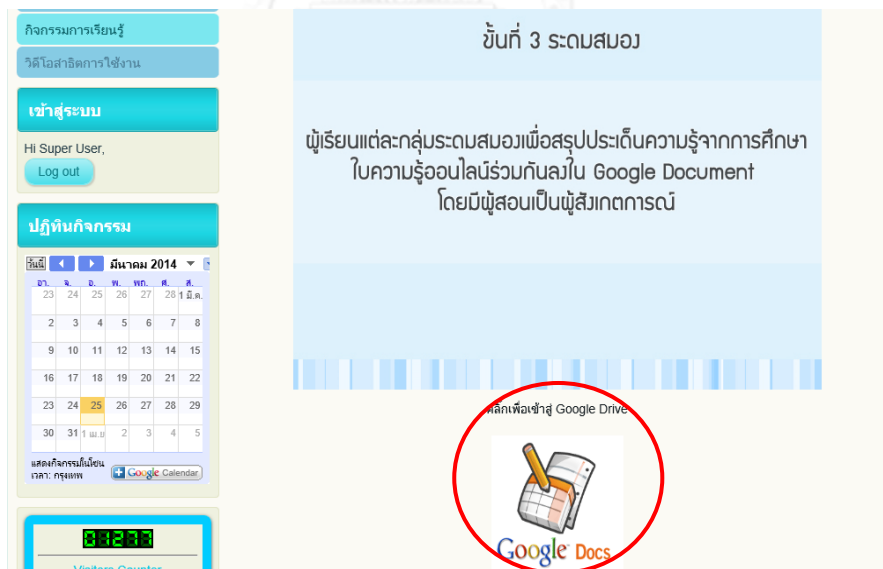 กิจกรรมการเรียนรู้
วิดีโอสาธิตการใช้งาน
เข้าสู่ระบบ
Hi Super User,
Log out
ปฏิทินกิจกรรม
วันนี้ มีนาคม 2014
อา. จ. อ. พ. พฤ. ศ. ส.
23 24 25 26 27 28 1 มี.ค.
2 3 4 5 6 7 8
9 10 11 12 13 14 15
16 17 18 19 20 21 22
23 24 25 26 27 28 29
30 31 1 เม.ย 2 3 4 5
แสดงกิจกรรมในโซน
เวลา: กรุงเทพ
Google Calendar
01277
Visitors Counter
ขั้นที่ 3 ระดมสมอง
ผู้เรียนแต่ละกลุ่มระดมสมองเพื่อสรุปประเด็นความรู้จากการศึกษา
ใบความรู้ออนไลน์ร่วมกันลงใน Google Document
โดยมีผู้สอนเป็นผู้สังเกตการณ์
คลิกเพื่อเข้าสู่ Google Drive
Google Docs